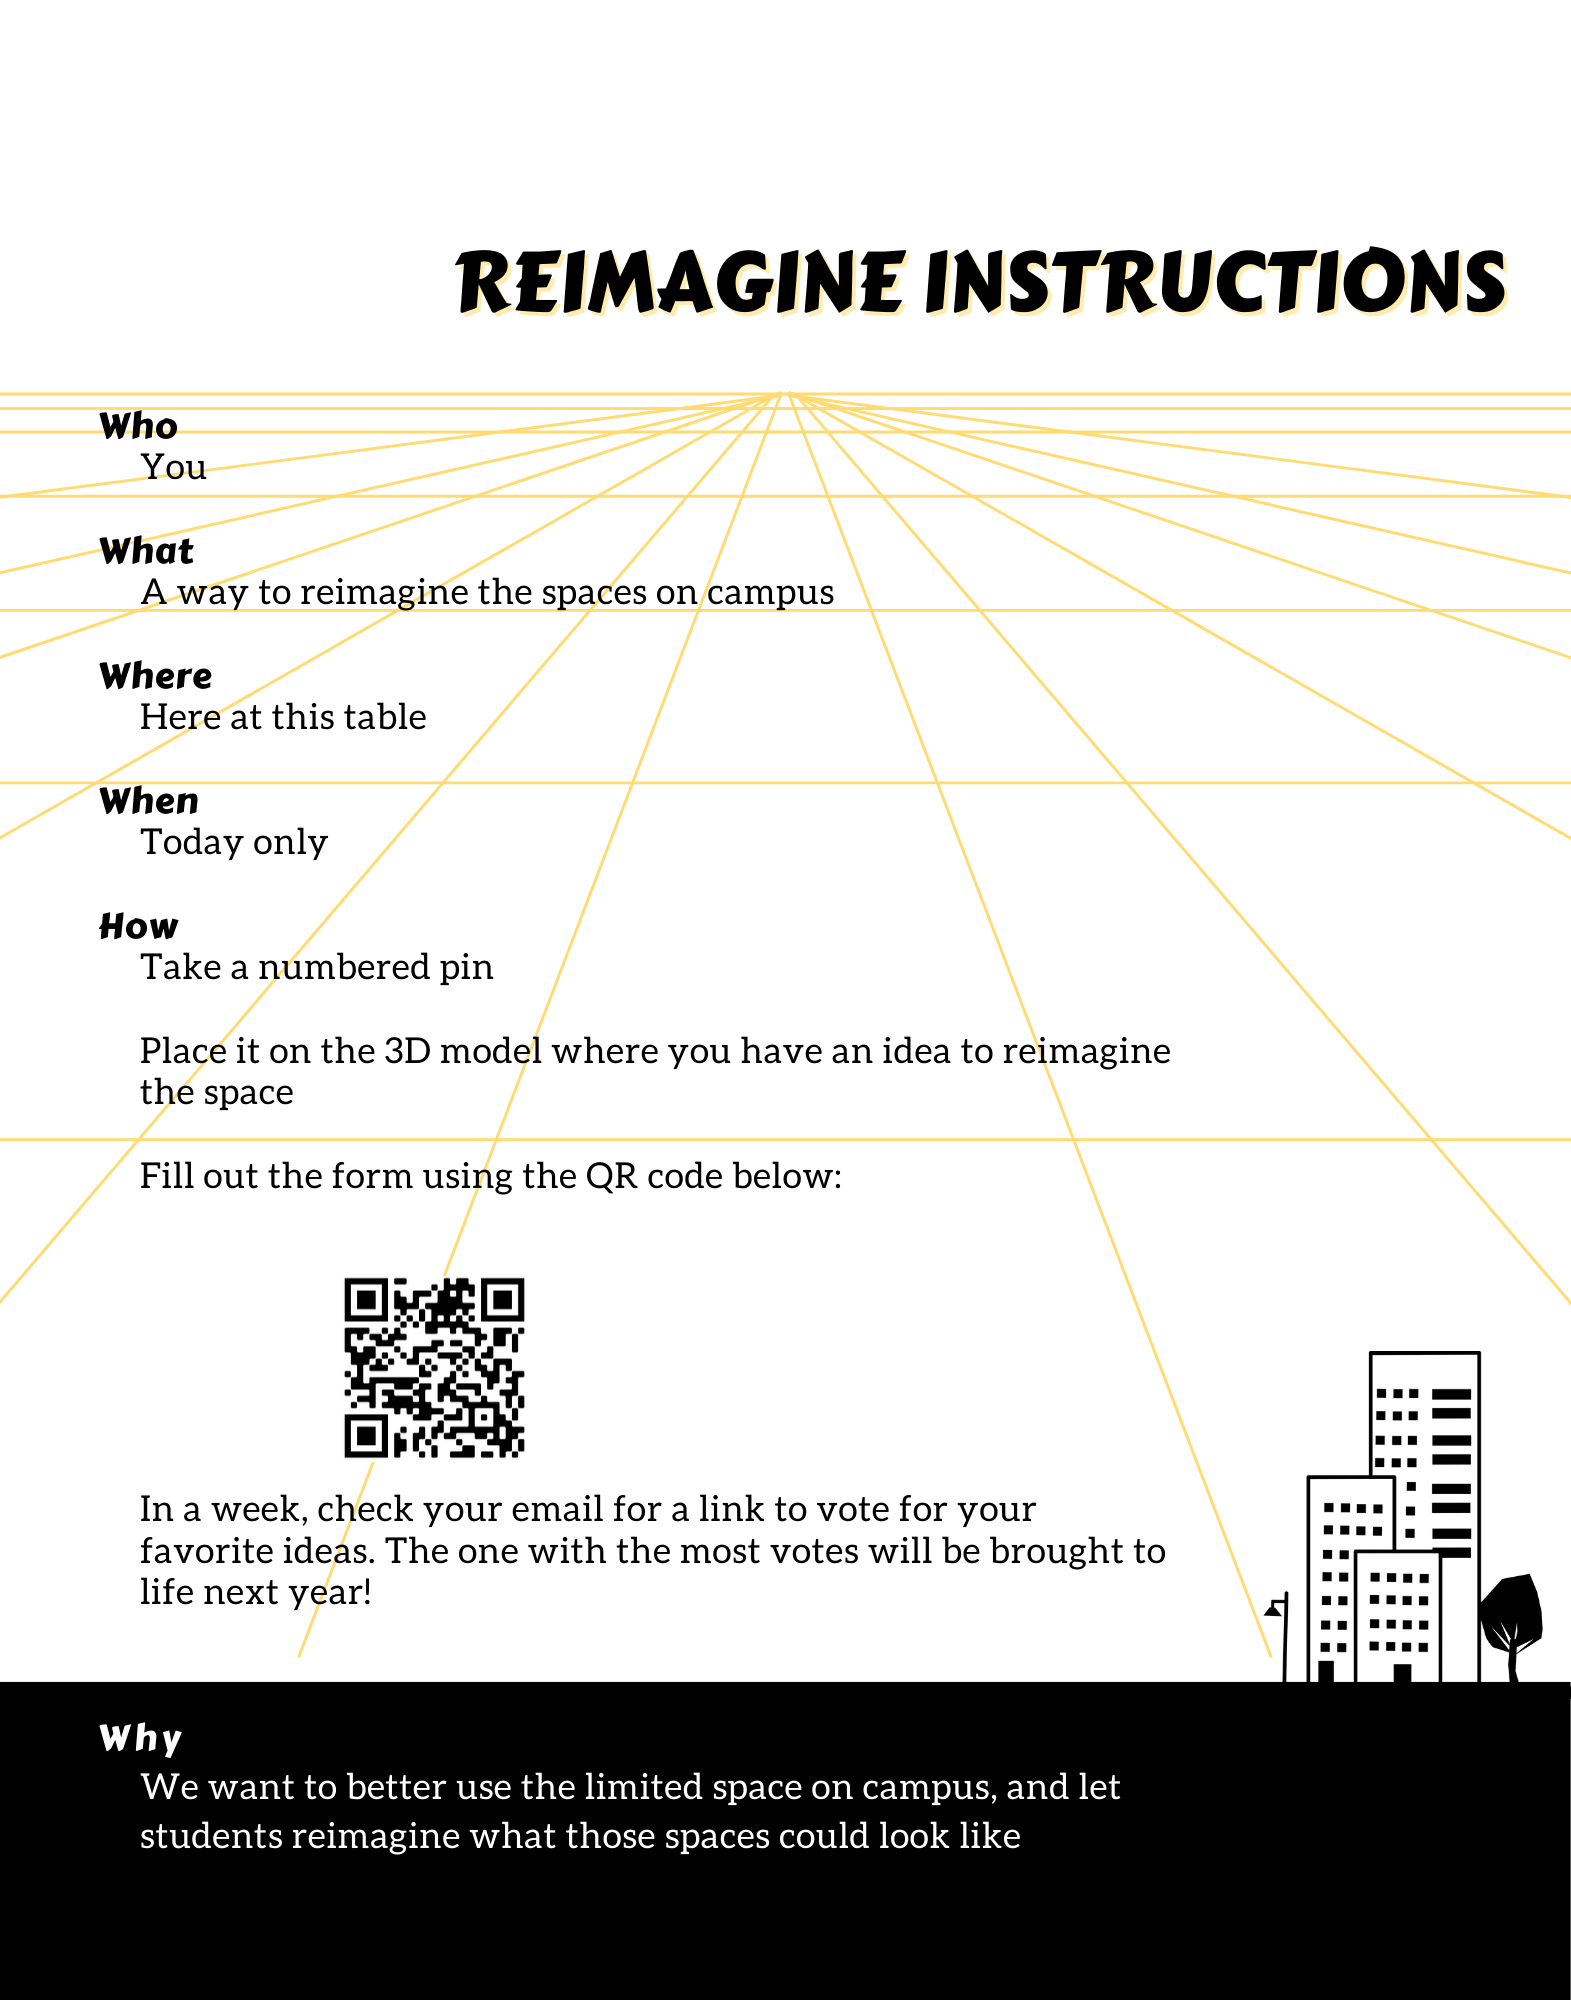 REIMAGINE INSTRUCTIONS
Who
You
What
A way to reimagine the spaces on campus
Where
Here at this table
When
Today only
How
Take a numbered pin
Place it on the 3D model where you have an idea to reimagine
the space
Fill out the form using the QR code below:
In a week, check your email for a link to vote for your
favorite ideas. The one with the most votes will be brought to
life next year!
Why
We want to better use the limited space on campus, and let
students reimagine what those spaces could look like